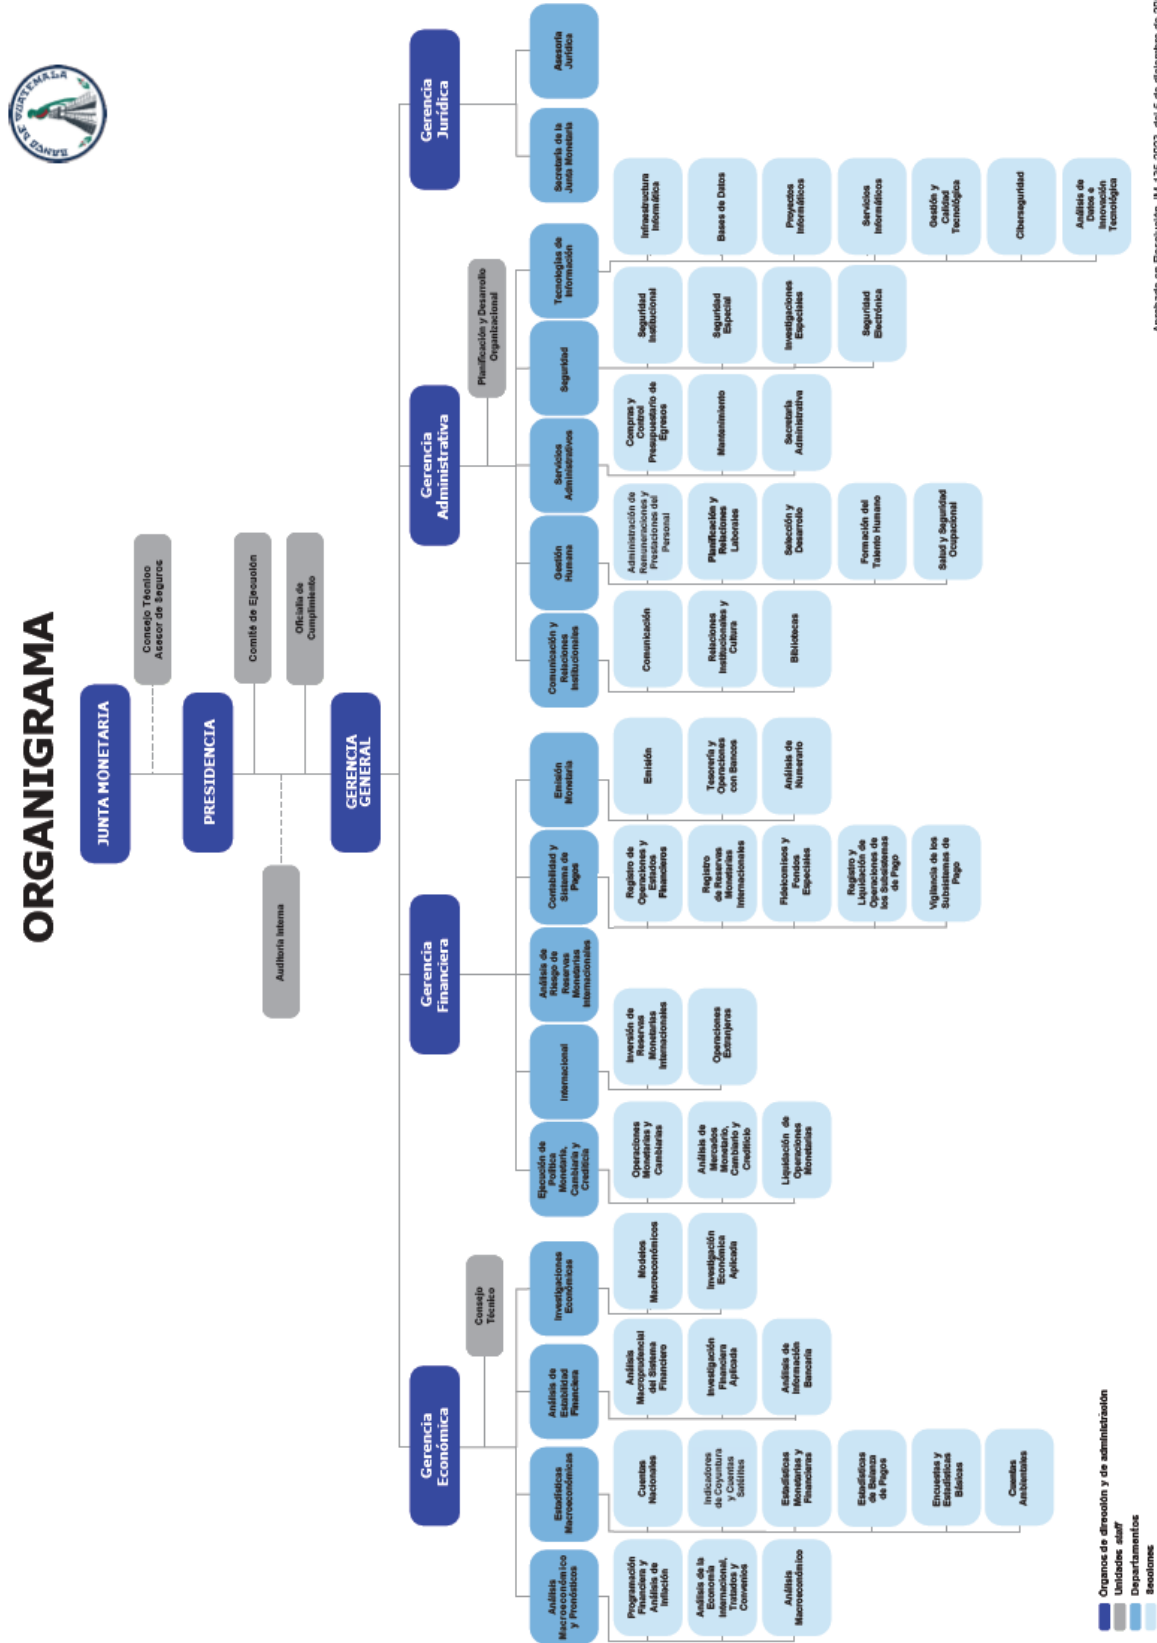 ORGANIGRAMA
BANCO DE GUATEMALA
JUNTA MONETARIA
Consejo Técnico
Asesor de Seguros
PRESIDENCIA
Comité de Ejecución
Auditoría Interna
Oficialía de
Cumplimiento
GERENCIA
GENERAL
Gerencia
Económica
Gerencia
Financiera
Gerencia
Administrativa
Gerencia
Jurídica
Consejo
Técnico
Planificación y Desarrollo
Organizacional
Análisis
Macroeconómico
y Pronósticos
Estadísticas
Macroeconómicas
Análisis de
Estabilidad
Financiera
Investigaciones
Económicas
Ejecución de
Política
Monetaria,
Cambiaria y
Crediticia
Internacional
Análisis de
Riesgo de
Reservas
Monetarias
Internacionales
Contabilidad y
Sistema de
Pagos
Emisión
Monetaria
Comunicación y
Relaciones
Institucionales
Gestión
Humana
Servicios
Administrativos
Seguridad
Tecnologías de
Información
Secretaría de la
Junta Monetaria
Asesoría
Jurídica
Programación
Financiera y
Análisis de
Inflación
Análisis de la
Economía
Internacional,
Tratados y
Convenios
Análisis
Macroeconómico
Cuentas
Nacionales
Indicadores
de Coyuntura
y Cuentas
Satélites
Estadísticas
Monetarias y
Financieras
Estadísticas
de Balanza
de Pagos
Encuestas y
Estadísticas
Básicas
Cuentas
Ambientales
Análisis
Macroprudencial
del Sistema
Financiero
Investigación
Financiera
Aplicada
Análisis de
Información
Bancaria
Modelos
Macroeconómicos
Investigación
Económica
Aplicada
Operaciones
Monetarias y
Cambiarias
Análisis de
Mercados
Monetario,
Cambiario y
Crediticio
Liquidación de
Operaciones
Monetarias
Inversión de
Reservas
Monetarias
Internacionales
Operaciones
Extranjeras
Registro de
Operaciones y
Estados
Financieros
Registro
de Reservas
Monetarias
Internacionales
Fideicomisos y
Fondos
Especiales
Registro y
Liquidación de
Operaciones de
los Subsistemas
de Pago
Vigilancia de los
Subsistemas de
Pago
Emisión
Tesorería y
Operaciones
con Bancos
Análisis de
Numerario
Comunicación
Relaciones
Institucionales y
Cultura
Bibliotecas
Administración de
Remuneraciones y
Prestaciones del
Personal
Planificación y
Relaciones
Laborales
Selección y
Desarrollo
Formación del
Talento Humano
Salud y Seguridad
Ocupacional
Compras y
Control
Presupuestario de
Egresos
Mantenimiento
Secretaría
Administrativa
Seguridad
Institucional
Seguridad
Especial
Investigaciones
Especiales
Seguridad
Electrónica
Infraestructura
Informática
Bases de Datos
Proyectos
Informáticos
Servicios
Informáticos
Gestión y
Calidad
Tecnológica
Ciberseguridad
Análisis de
Datos e
Innovación
Tecnológica
Órganos de dirección y de administración
Unidades staff
Departamentos
Secciones